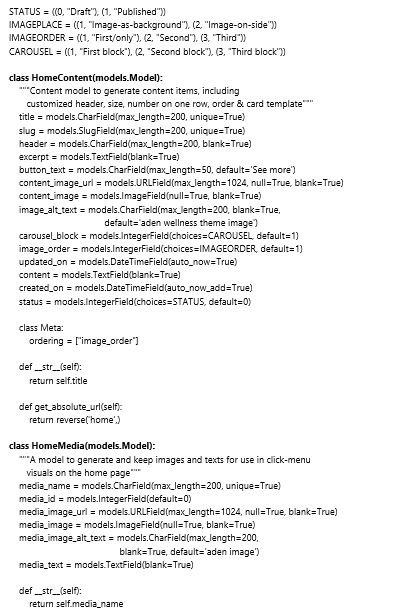 STATUS = ((0, "Draft"), (1, "Published"))
IMAGEPLACE = ((1, "Image-as-background"), (2, "Image-on-side"))
IMAGEORDER = ((1, "First/only"), (2, "Second"), (3, "Third"))
CAROUSEL = ((1, "First block"), (2, "Second block"), (3, "Third block"))

class HomeContent(models.Model):
    """Content model to generate content items, including
      customized header, size, number on one row, order & card template"""
    title = models.CharField(max_length=200, unique=True)
    slug = models.SlugField(max_length=200, unique=True)
    header = models.CharField(max_length=200, blank=True)
    excerpt = models.TextField(blank=True)
    button_text = models.CharField(max_length=50, default='See more')
    content_image_url = models.URLField(max_length=1024, null=True, blank=True)
    content_image = models.ImageField(null=True, blank=True)
    image_alt_text = models.CharField(max_length=200, blank=True,
                                default='aden wellness theme image')
    carousel_block = models.IntegerField(choices=CAROUSEL, default=1)
    image_order = models.IntegerField(choices=IMAGEORDER, default=1)
    updated_on = models.DateTimeField(auto_now=True)
    content = models.TextField(blank=True)
    created_on = models.DateTimeField(auto_now_add=True)
    status = models.IntegerField(choices=STATUS, default=0)

    class Meta:
        ordering = ["image_order"]

    def __str__(self):
        return self.title

    def get_absolute_url(self):
        return reverse('home',)

class HomeMedia(models.Model):
    """A model to generate and keep images and texts for use in click-menu
      visuals on the home page"""
    media_name = models.CharField(max_length=200, unique=True)
    media_id = models.IntegerField(default=0)
    media_image_url = models.URLField(max_length=1024, null=True, blank=True)
    media_image = models.ImageField(null=True, blank=True)
    media_image_alt_text = models.CharField(max_length=200,
                                    blank=True, default='aden image')
    media_text = models.TextField(blank=True)

    def __str__(self):
        return self.media_name